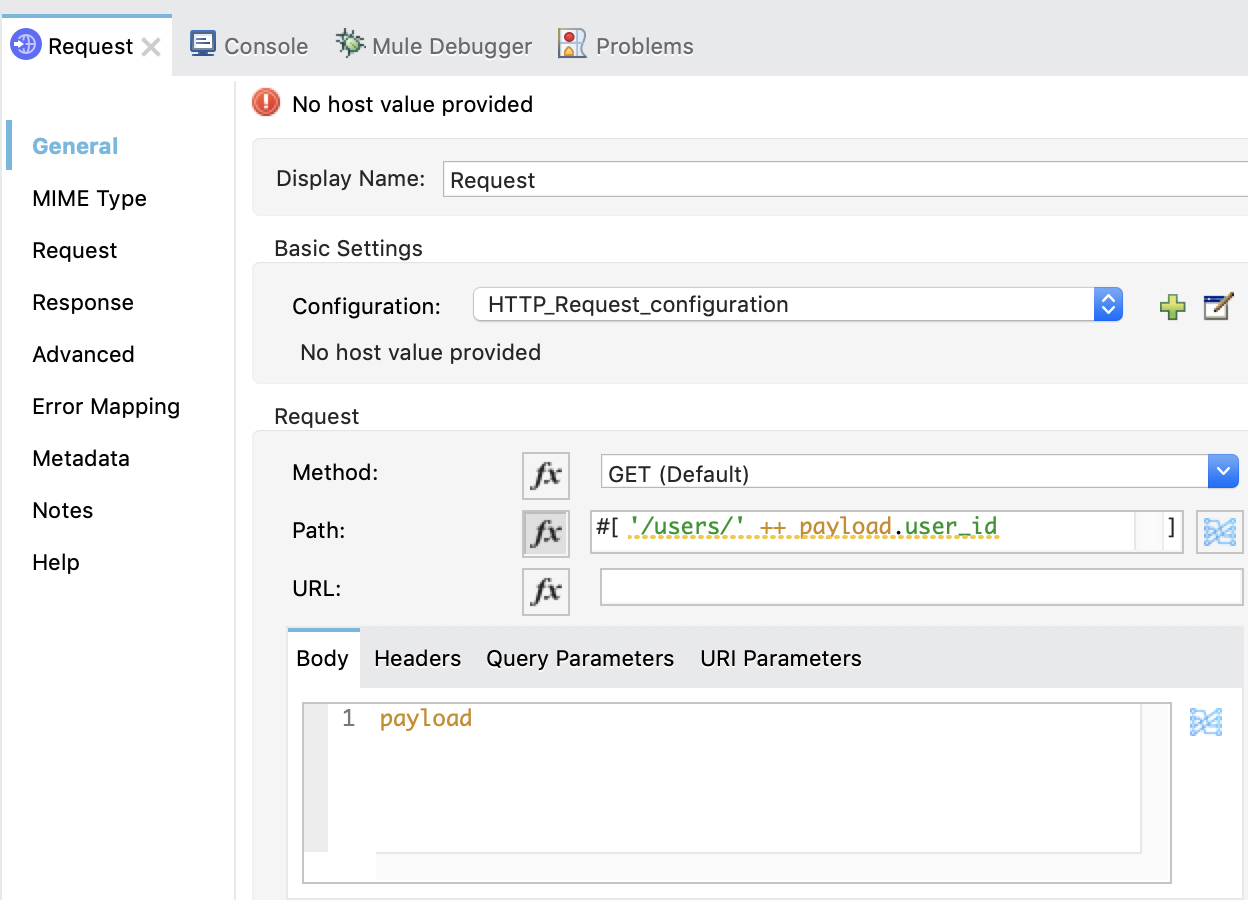 Request Console Mule Debugger Problems
No host value provided
General
MIME Type
Request
Response
Advanced
Error Mapping
Metadata
Notes
Help
Display Name: Request
Basic Settings
Configuration: HTTP_Request_configuration
No host value provided
Request
Method: fx GET (Default)
Path: fx #[ '/users/' ++ payload.user_id ]
URL: fx
Body Headers Query Parameters URI Parameters
1 payload